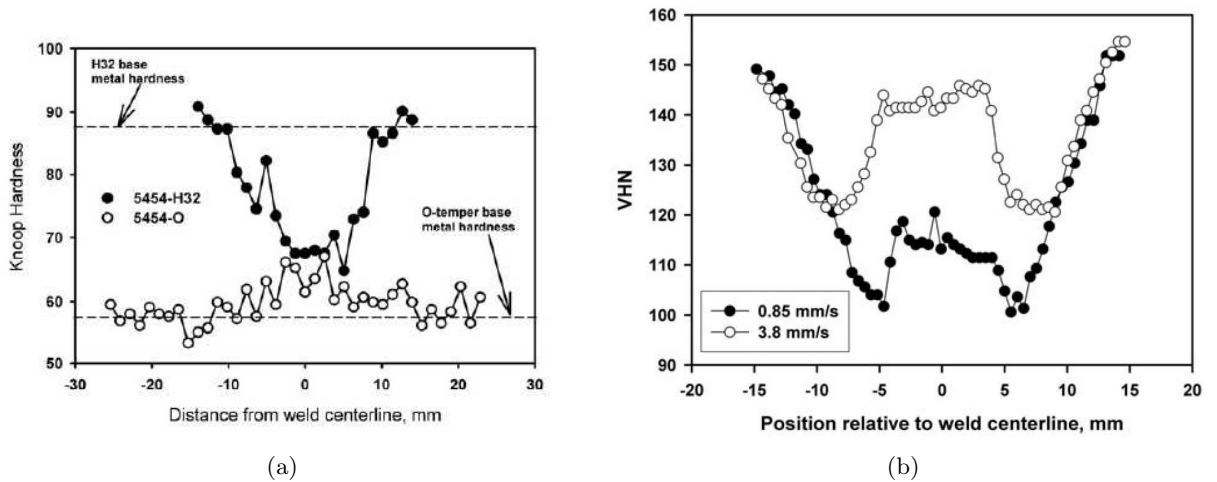 100
90
80
70
60
50
Knoop Hardness
H32 base
metal hardness
5454-H32
5454-O
O-temper base
metal hardness
-30 -20 -10 0 10 20 30
Distance from weld centerline, mm
(a)
160
150
140
130
120
110
100
90
VHN
0.85 mm/s
3.8 mm/s
-20 -15 -10 -5 0 5 10 15 20
Position relative to weld centerline, mm
(b)